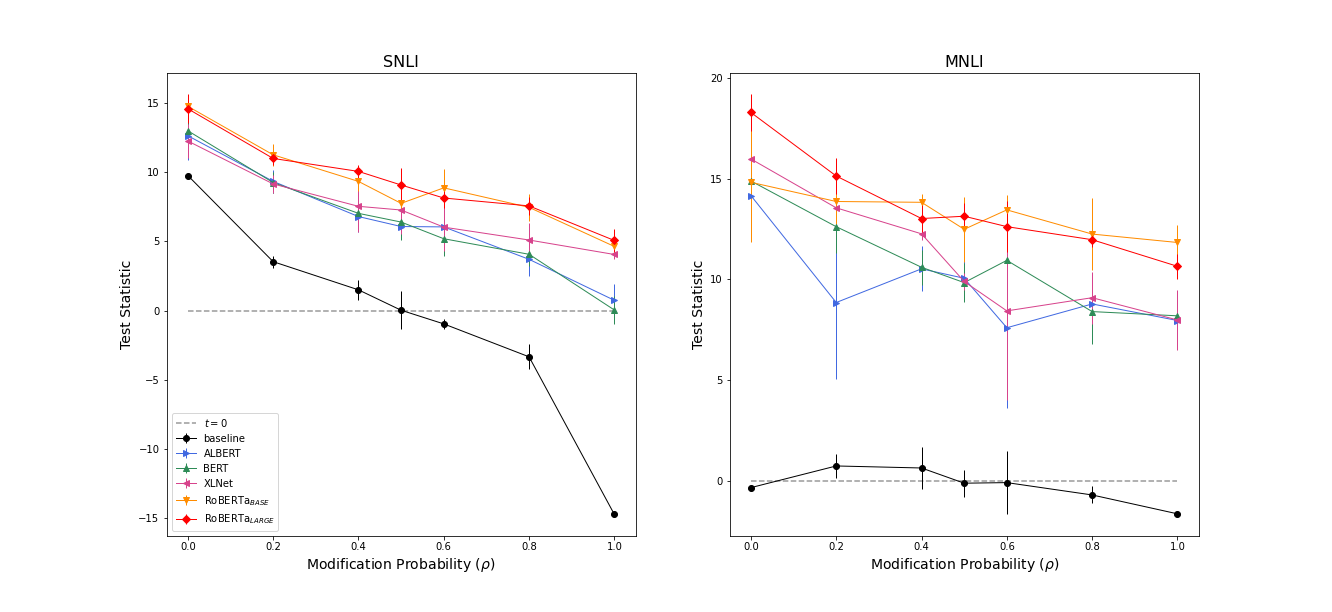 SNLI
15
10
5
0
−5
−10
−15
0.0 0.2 0.4 0.6 0.8 1.0
Test Statistic
Modification Probability (ρ)
t = 0
baseline
ALBERT
BERT
XLNet
RoBERTa_BASE
RoBERTa_LARGE
MNLI
20
15
10
5
0
0.0 0.2 0.4 0.6 0.8 1.0
Test Statistic
Modification Probability (ρ)